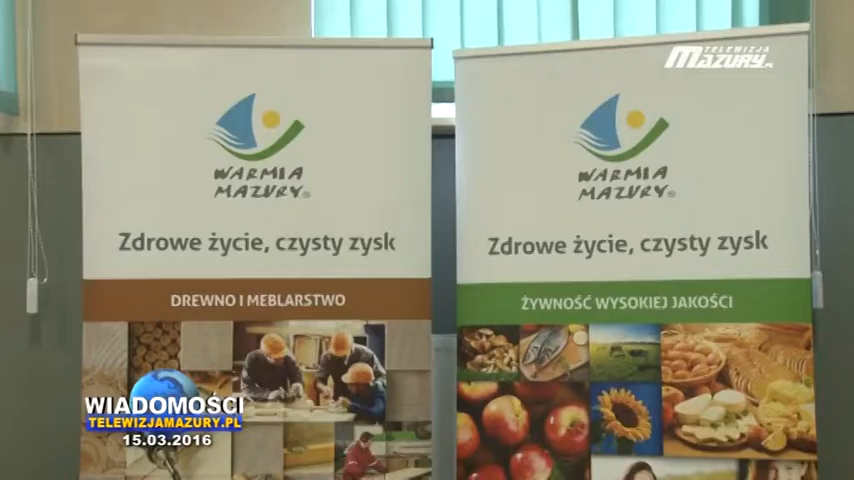 TELEWIZJA
MAZURY.PL
WARMIA
MAZURY®
Zdrowe życie, czysty zysk
DREWNO I MEBLARSTWO
WARMIA
MAZURY®
Zdrowe życie, czysty zysk
ŻYWNOŚĆ WYSOKIEJ JAKOŚCI
WIADOMOŚCI
TELEWIZJAMAZURY.PL
15.03.2016